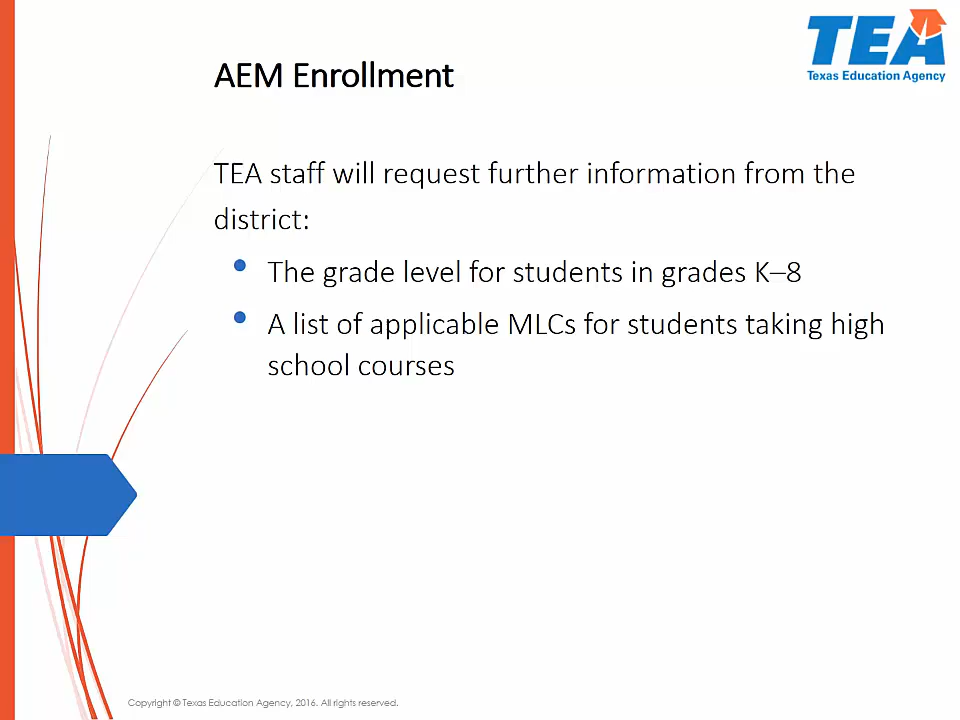 TEA
Texas Education Agency
AEM Enrollment
TEA staff will request further information from the
district:
• The grade level for students in grades K–8
• A list of applicable MLCs for students taking high
school courses
Copyright © Texas Education Agency, 2016. All rights reserved.